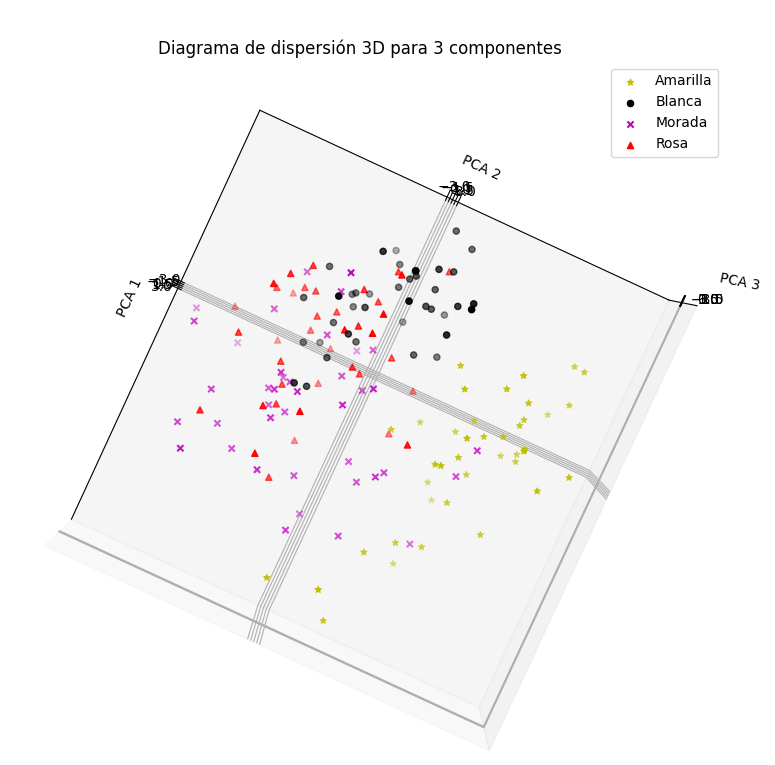 Diagrama de dispersión 3D para 3 componentes
Amarilla
Blanca
Morada
Rosa
PCA 2
PCA 1
PCA 3